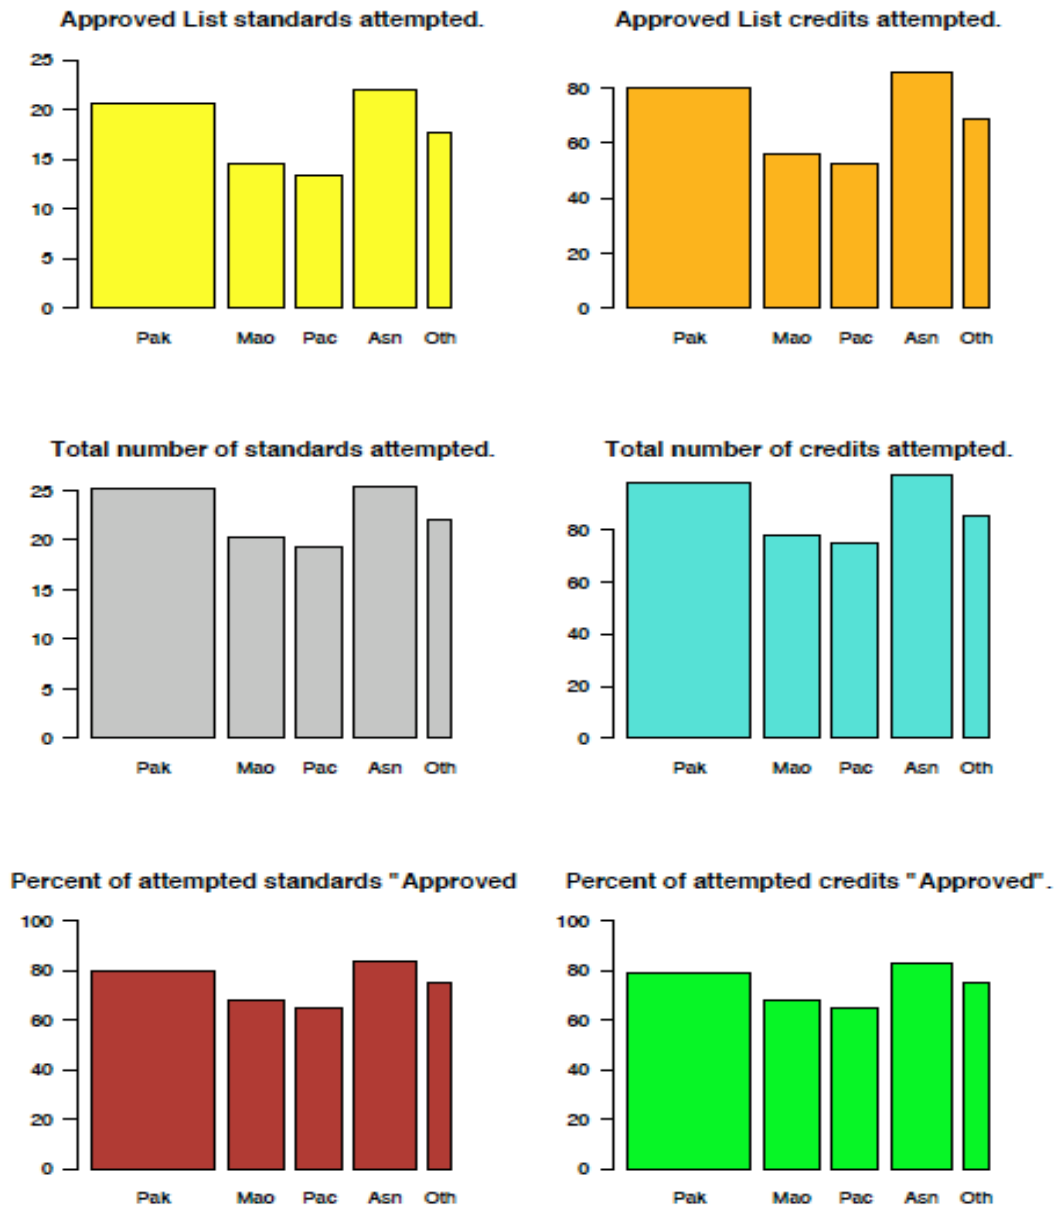 Approved List standards attempted.
25
20
15
10
5
0
Pak Mao Pac Asn Oth
Approved List credits attempted.
80
60
40
20
0
Pak Mao Pac Asn Oth
Total number of standards attempted.
25
20
15
10
5
0
Pak Mao Pac Asn Oth
Total number of credits attempted.
80
60
40
20
0
Pak Mao Pac Asn Oth
Percent of attempted standards "Approved
100
80
60
40
20
0
Pak Mao Pac Asn Oth
Percent of attempted credits "Approved".
100
80
60
40
20
0
Pak Mao Pac Asn Oth